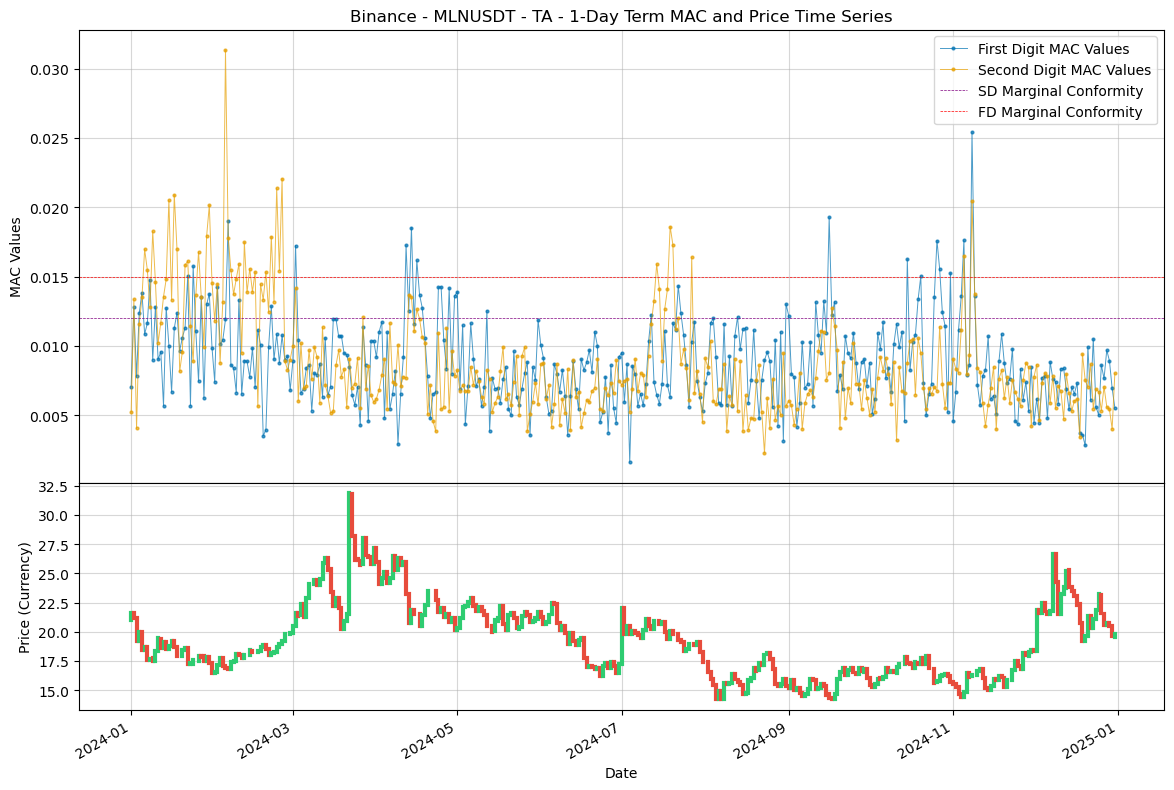 Binance - MLNUSDT - TA - 1-Day Term MAC and Price Time Series
First Digit MAC Values
Second Digit MAC Values
SD Marginal Conformity
FD Marginal Conformity
MAC Values
0.030
0.025
0.020
0.015
0.010
0.005
Price (Currency)
32.5
30.0
27.5
25.0
22.5
20.0
17.5
15.0
2024-01
2024-03
2024-05
2024-07
2024-09
2024-11
2025-01
Date